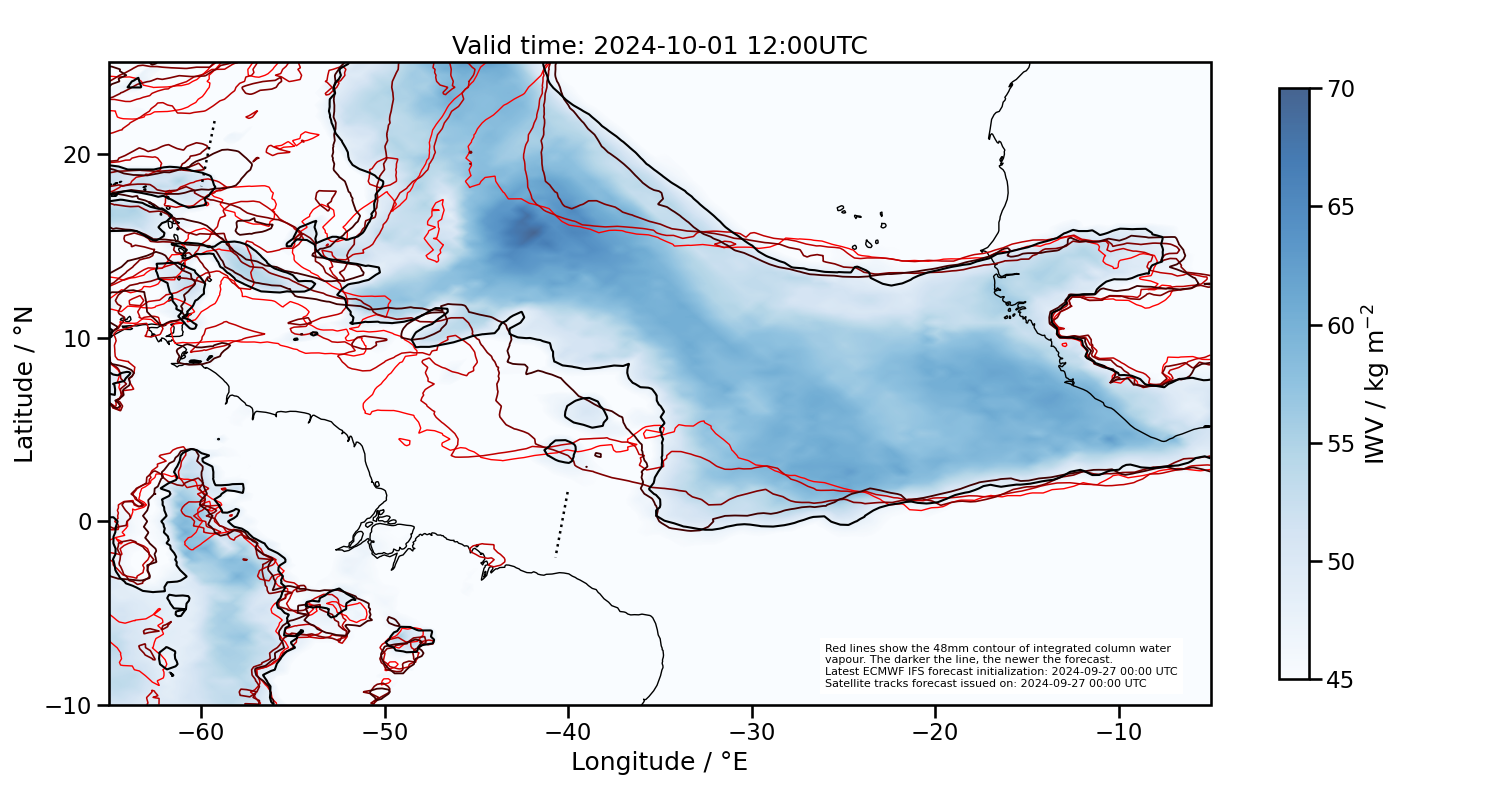 Valid time: 2024-10-01 12:00UTC
20
10
0
−10
Latitude / °N
−60
−50
−40
−30
−20
−10
Longitude / °E
Red lines show the 48mm contour of integrated column water
vapour. The darker the line, the newer the forecast.
Latest ECMWF IFS forecast initialization: 2024-09-27 00:00 UTC
Satellite tracks forecast issued on: 2024-09-27 00:00 UTC
70
65
60
55
50
45
IWV / kg m⁻²